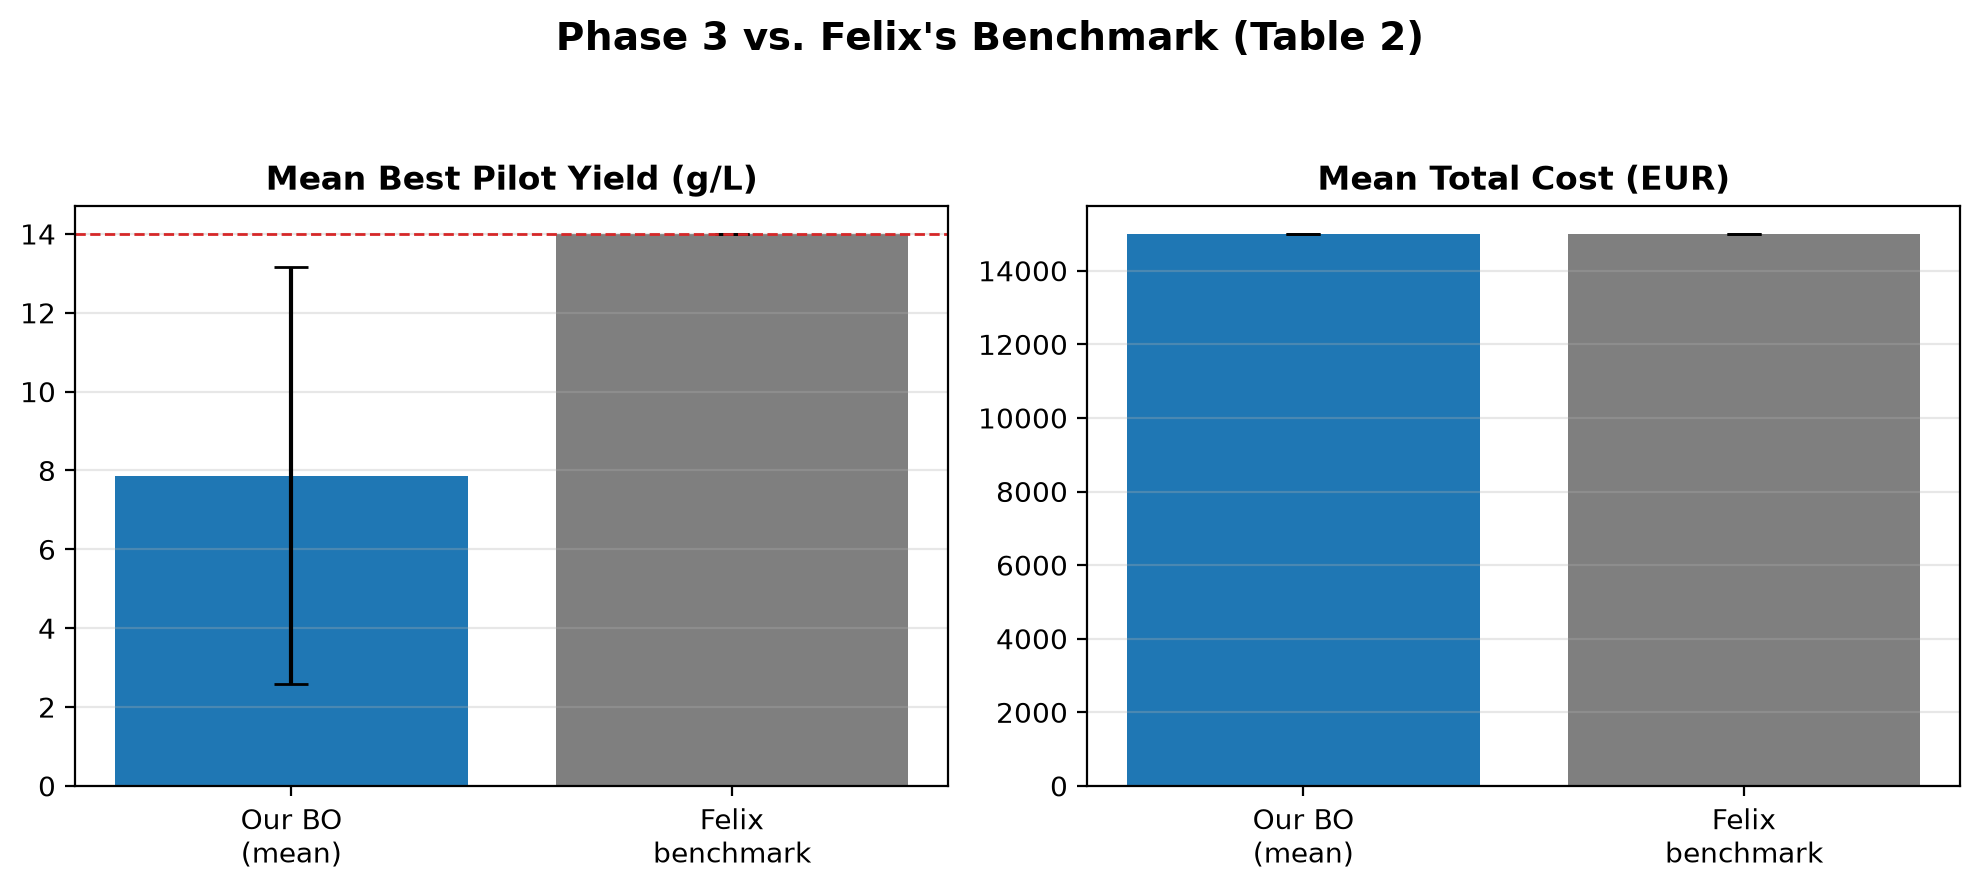 Phase 3 vs. Felix's Benchmark (Table 2)
Mean Best Pilot Yield (g/L)
14
12
10
8
6
4
2
0
Our BO
(mean)
Felix
benchmark
Mean Total Cost (EUR)
14000
12000
10000
8000
6000
4000
2000
0
Our BO
(mean)
Felix
benchmark